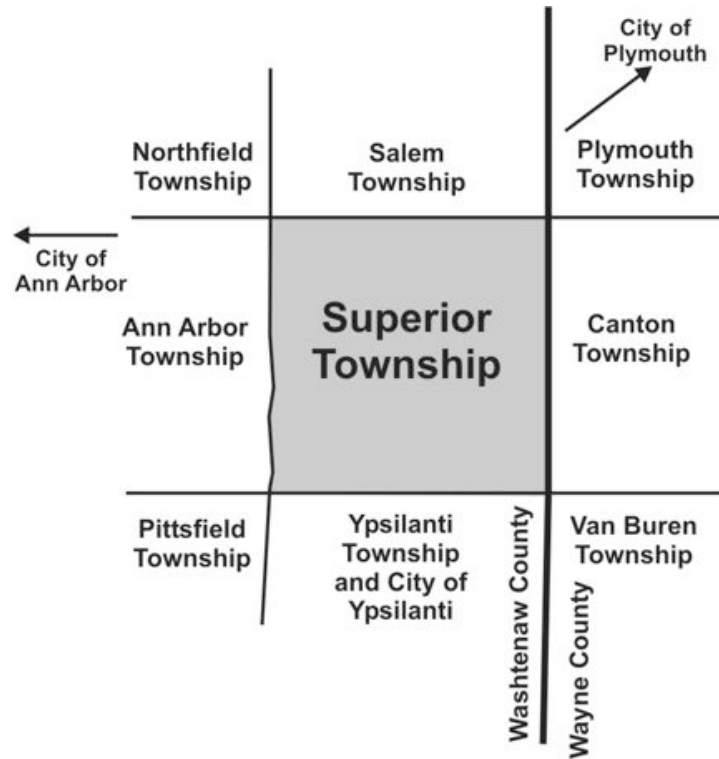 City of
Plymouth
Northfield
Township
Salem
Township
Plymouth
Township
City of
Ann Arbor
Ann Arbor
Township
Superior
Township
Canton
Township
Pittsfield
Township
Ypsilanti
Township
and City of
Ypsilanti
Van Buren
Township
Washtenaw County
Wayne County